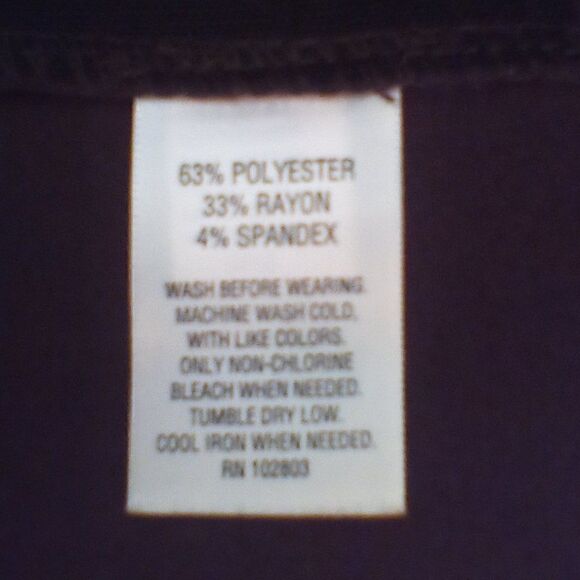 63% POLYESTER
33% RAYON
4% SPANDEX
WASH BEFORE WEARING.
MACHINE WASH COLD,
WITH LIKE COLORS.
ONLY NON-CHLORINE
BLEACH WHEN NEEDED.
TUMBLE DRY LOW.
COOL IRON WHEN NEEDED.
RN 102803